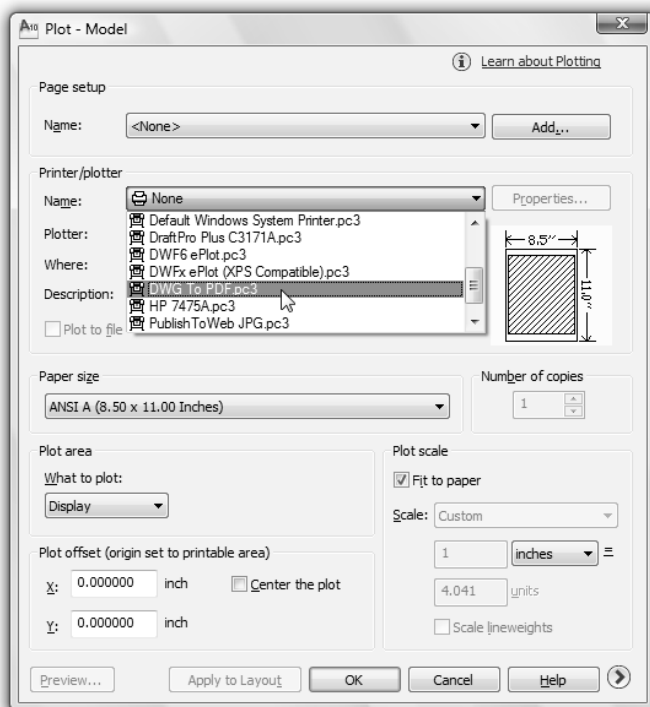 A10 Plot - Model
X
Learn about Plotting
Page setup
Name: <None> Add...
Printer/plotter
Name: None Properties...
Default Windows System Printer.pc3
Plotter: DraftPro Plus C3171A.pc3
DWF6 ePlot.pc3
Where: DWFx ePlot (XPS Compatible).pc3
Description: DWG To PDF.pc3
HP 7475A.pc3
Plot to file PublishToWeb JPG.pc3
8.5″
11.0″
Paper size
ANSI A (8.50 x 11.00 Inches)
Number of copies
1
Plot area
What to plot:
Display
Plot scale
Fit to paper
Scale: Custom
1 inches =
4.041 units
Scale lineweights
Plot offset (origin set to printable area)
X: 0.000000 inch Center the plot
Y: 0.000000 inch
Preview... Apply to Layout OK Cancel Help